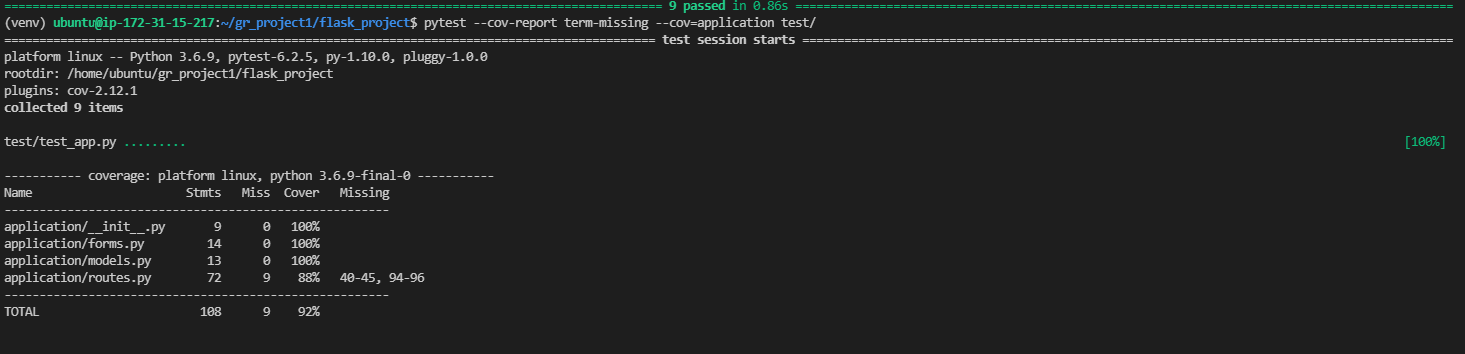 ============================================================================================== 9 passed in 0.86s ==============================================================================================
(venv) ubuntu@ip-172-31-15-217:~/gr_project1/flask_project$ pytest --cov-report term-missing --cov=application test/
============================================================================================= test session starts =============================================================================================
platform linux -- Python 3.6.9, pytest-6.2.5, py-1.10.0, pluggy-1.0.0
rootdir: /home/ubuntu/gr_project1/flask_project
plugins: cov-2.12.1
collected 9 items
test/test_app.py ......... [100%]
----------- coverage: platform linux, python 3.6.9-final-0 -----------
Name                      Stmts   Miss  Cover   Missing
-------------------------------------------------------
application/__init__.py       9      0   100%
application/forms.py         14      0   100%
application/models.py        13      0   100%
application/routes.py        72      9    88%   40-45, 94-96
-------------------------------------------------------
TOTAL                       108      9    92%